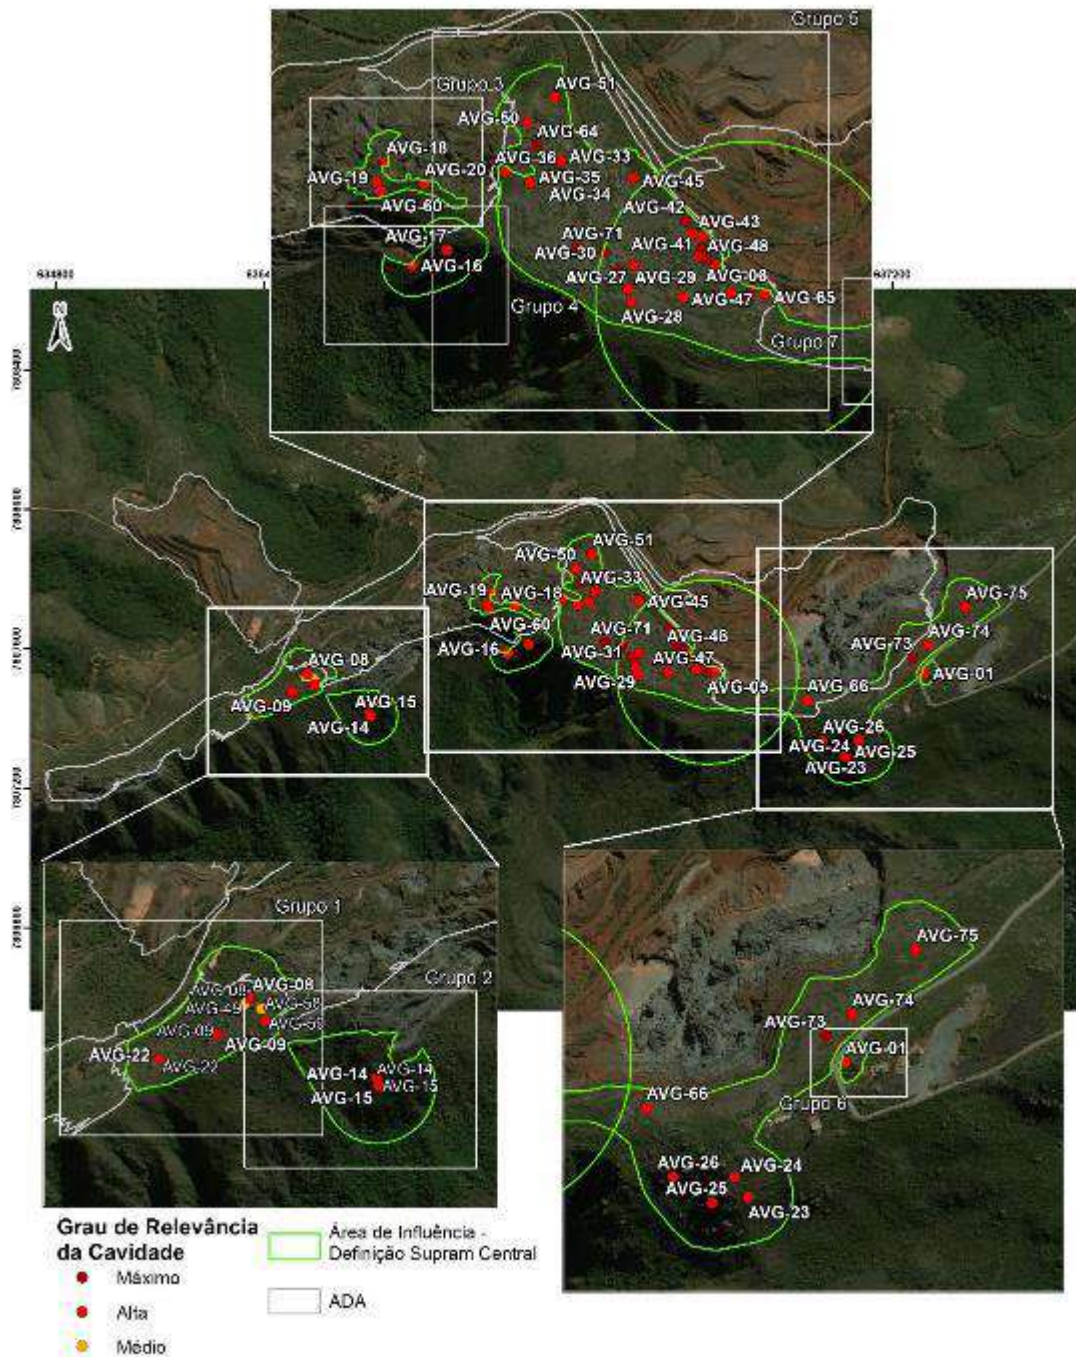 Grupo 5
AVG-51
Grupo 3
AVG-50
AVG-64
AVG-18
AVG-36
AVG-33
AVG-19
AVG-20
AVG-35
AVG-45
AVG-60
AVG-34
AVG-42
AVG-43
AVG-17
AVG-71
AVG-41
AVG-48
AVG-16
AVG-30
AVG-27
AVG-29
AVG-06
AVG-47
AVG-65
Grupo 4
AVG-28
Grupo 7
634800
637200
N
AVG-51
AVG-50
AVG-19
AVG-18
AVG-33
AVG-45
AVG-75
AVG-60
AVG-71
AVG-74
AVG-16
AVG-31
AVG-73
AVG-08
AVG-47
AVG-01
AVG-29
AVG-05
AVG-66
AVG-09
AVG-15
AVG-14
AVG-26
AVG-24
AVG-25
AVG-23
7807200
Grupo 1
Grupo 2
AVG-08
AVG-08
AVG-49
AVG-09
AVG-09
AVG-22
AVG-22
AVG-14
AVG-14
AVG-15
AVG-15
AVG-75
AVG-74
AVG-73
AVG-01
Grupo 6
AVG-66
AVG-26
AVG-24
AVG-25
AVG-23
Grau de Relevância
da Cavidade
Máximo
Alta
Médio
Área de Influência -
Definição Supram Central
ADA